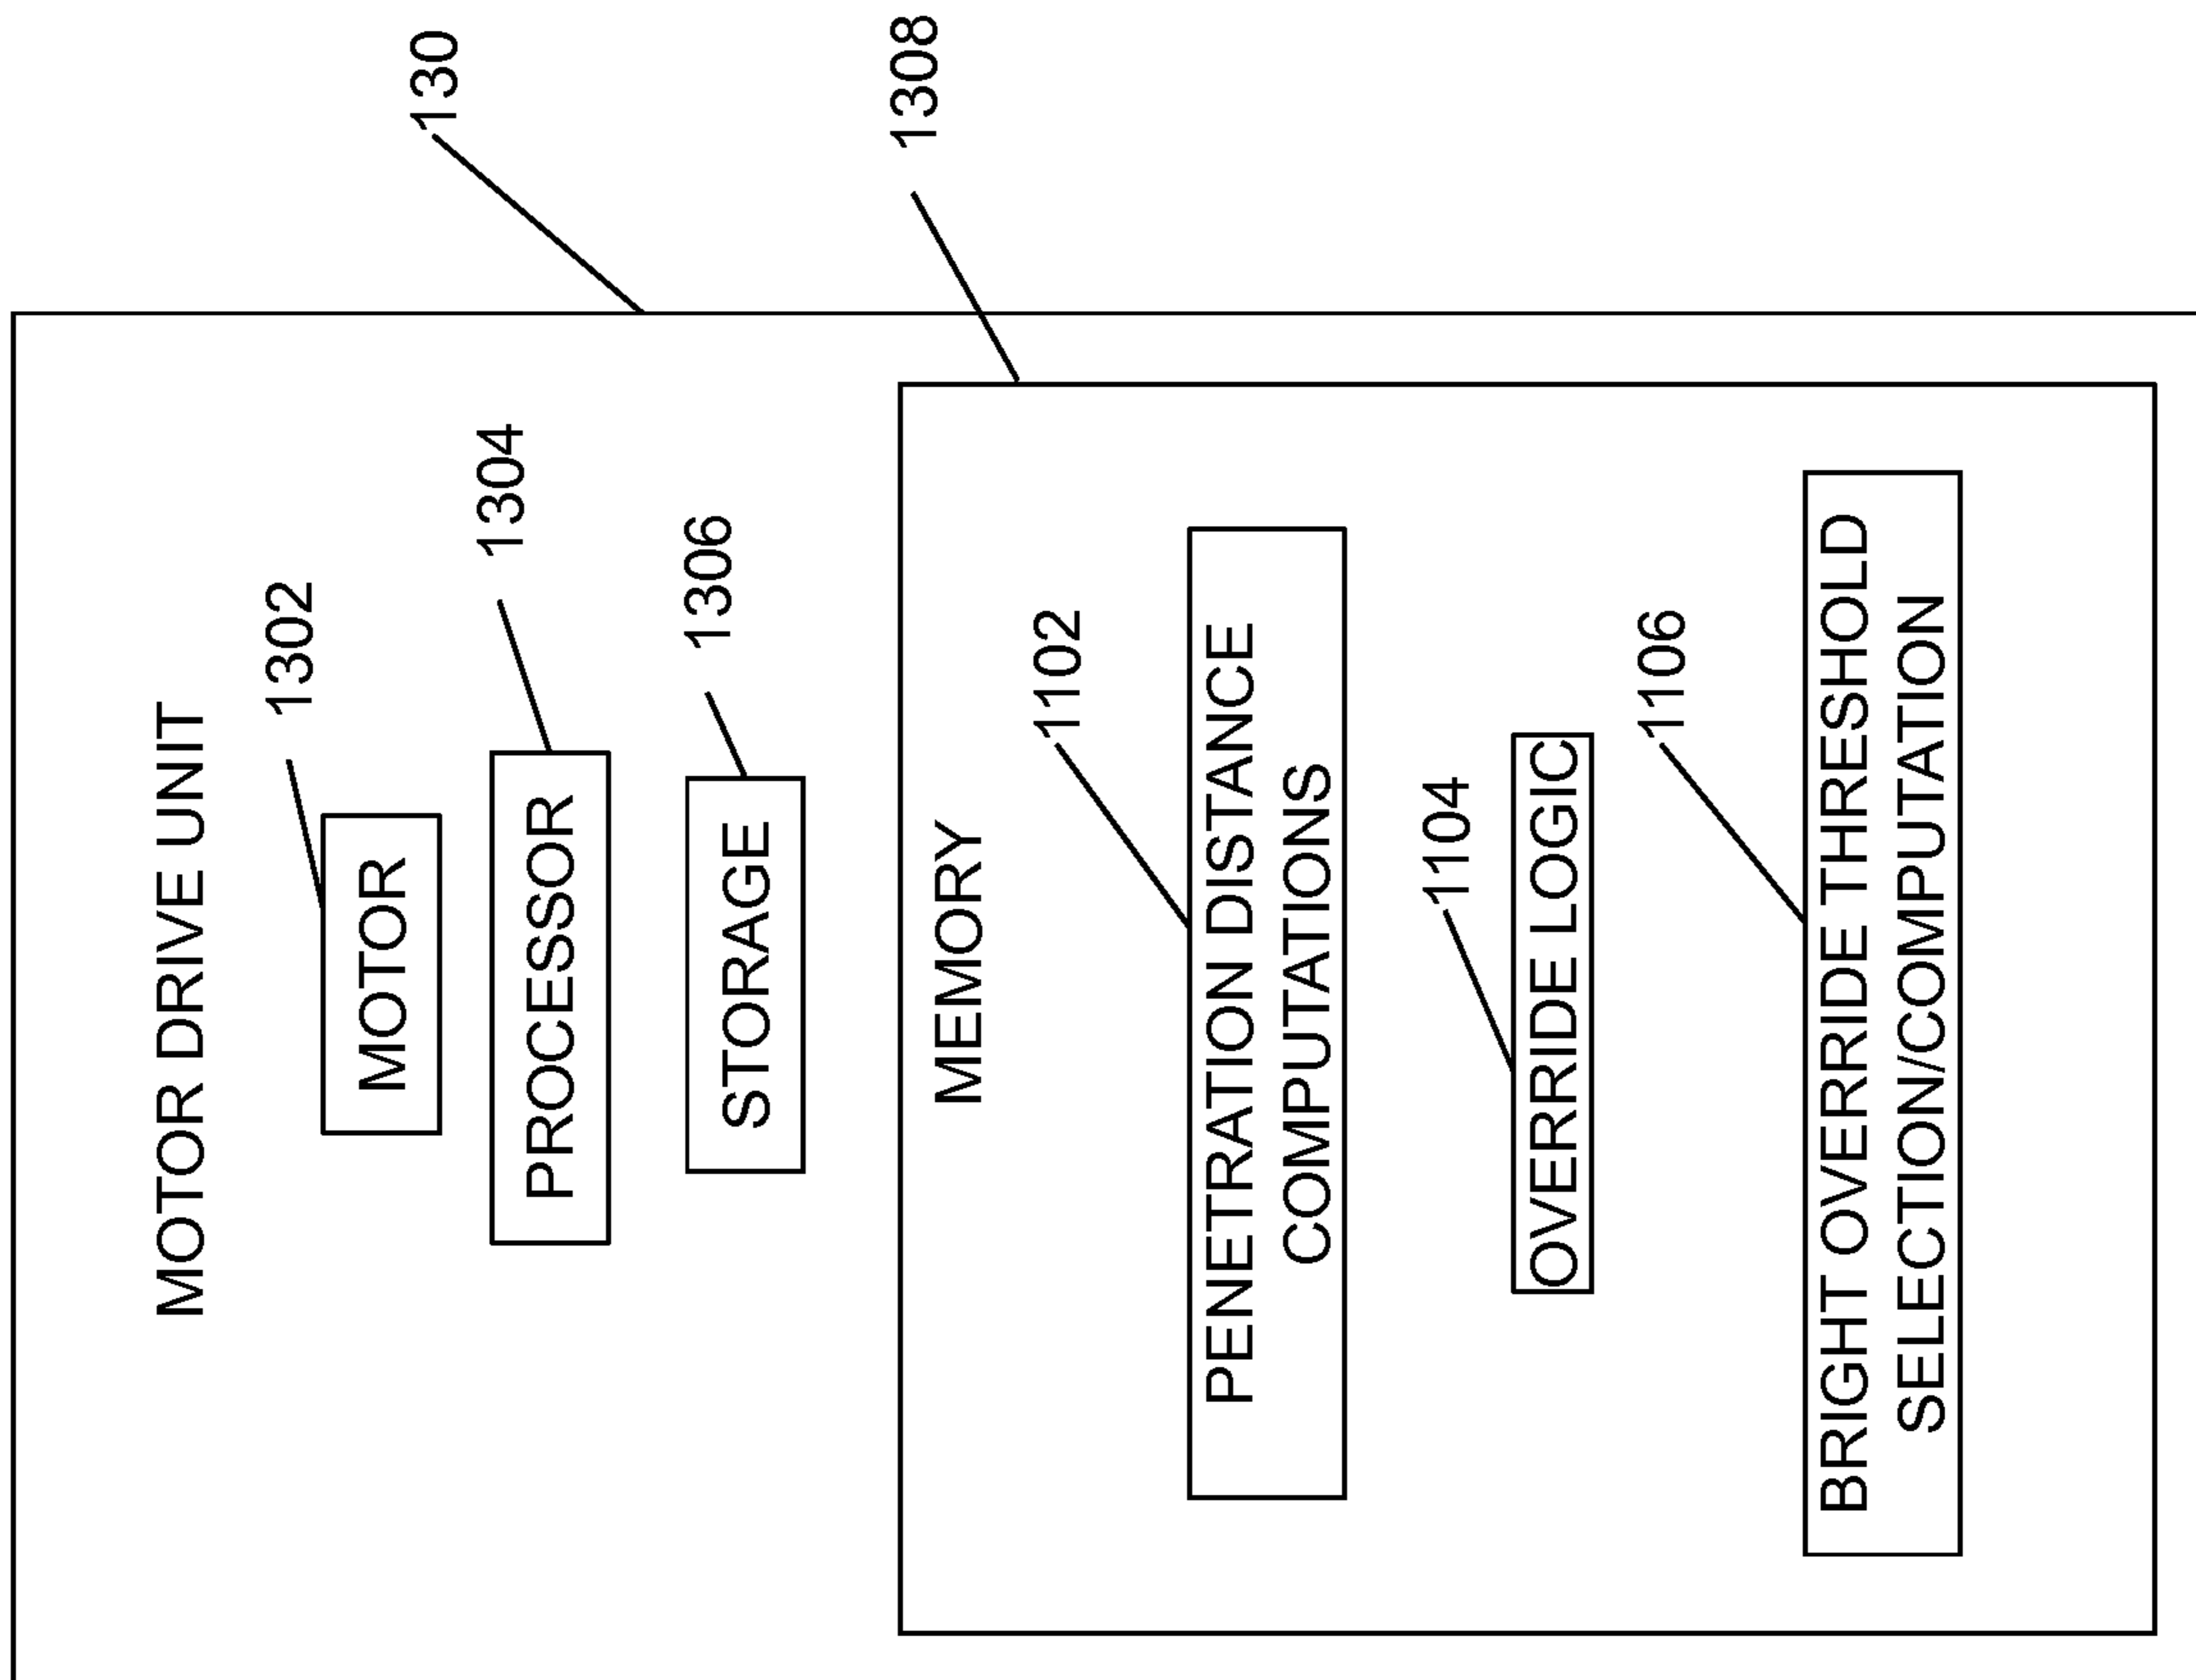 130
MOTOR DRIVE UNIT
1302
MOTOR
1304
PROCESSOR
1306
STORAGE
1308
MEMORY
1102
PENETRATION DISTANCE
COMPUTATIONS
1104
OVERRIDE LOGIC
1106
BRIGHT OVERRIDE THRESHOLD
SELECTION/COMPUTATION